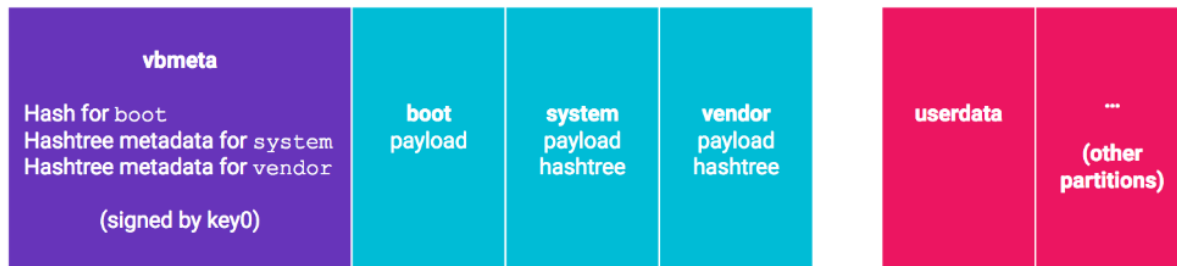 vbmeta
Hash for boot
Hashtree metadata for system
Hashtree metadata for vendor
(signed by key0)
boot
payload
system
payload
hashtree
vendor
payload
hashtree
userdata
...
(other
partitions)